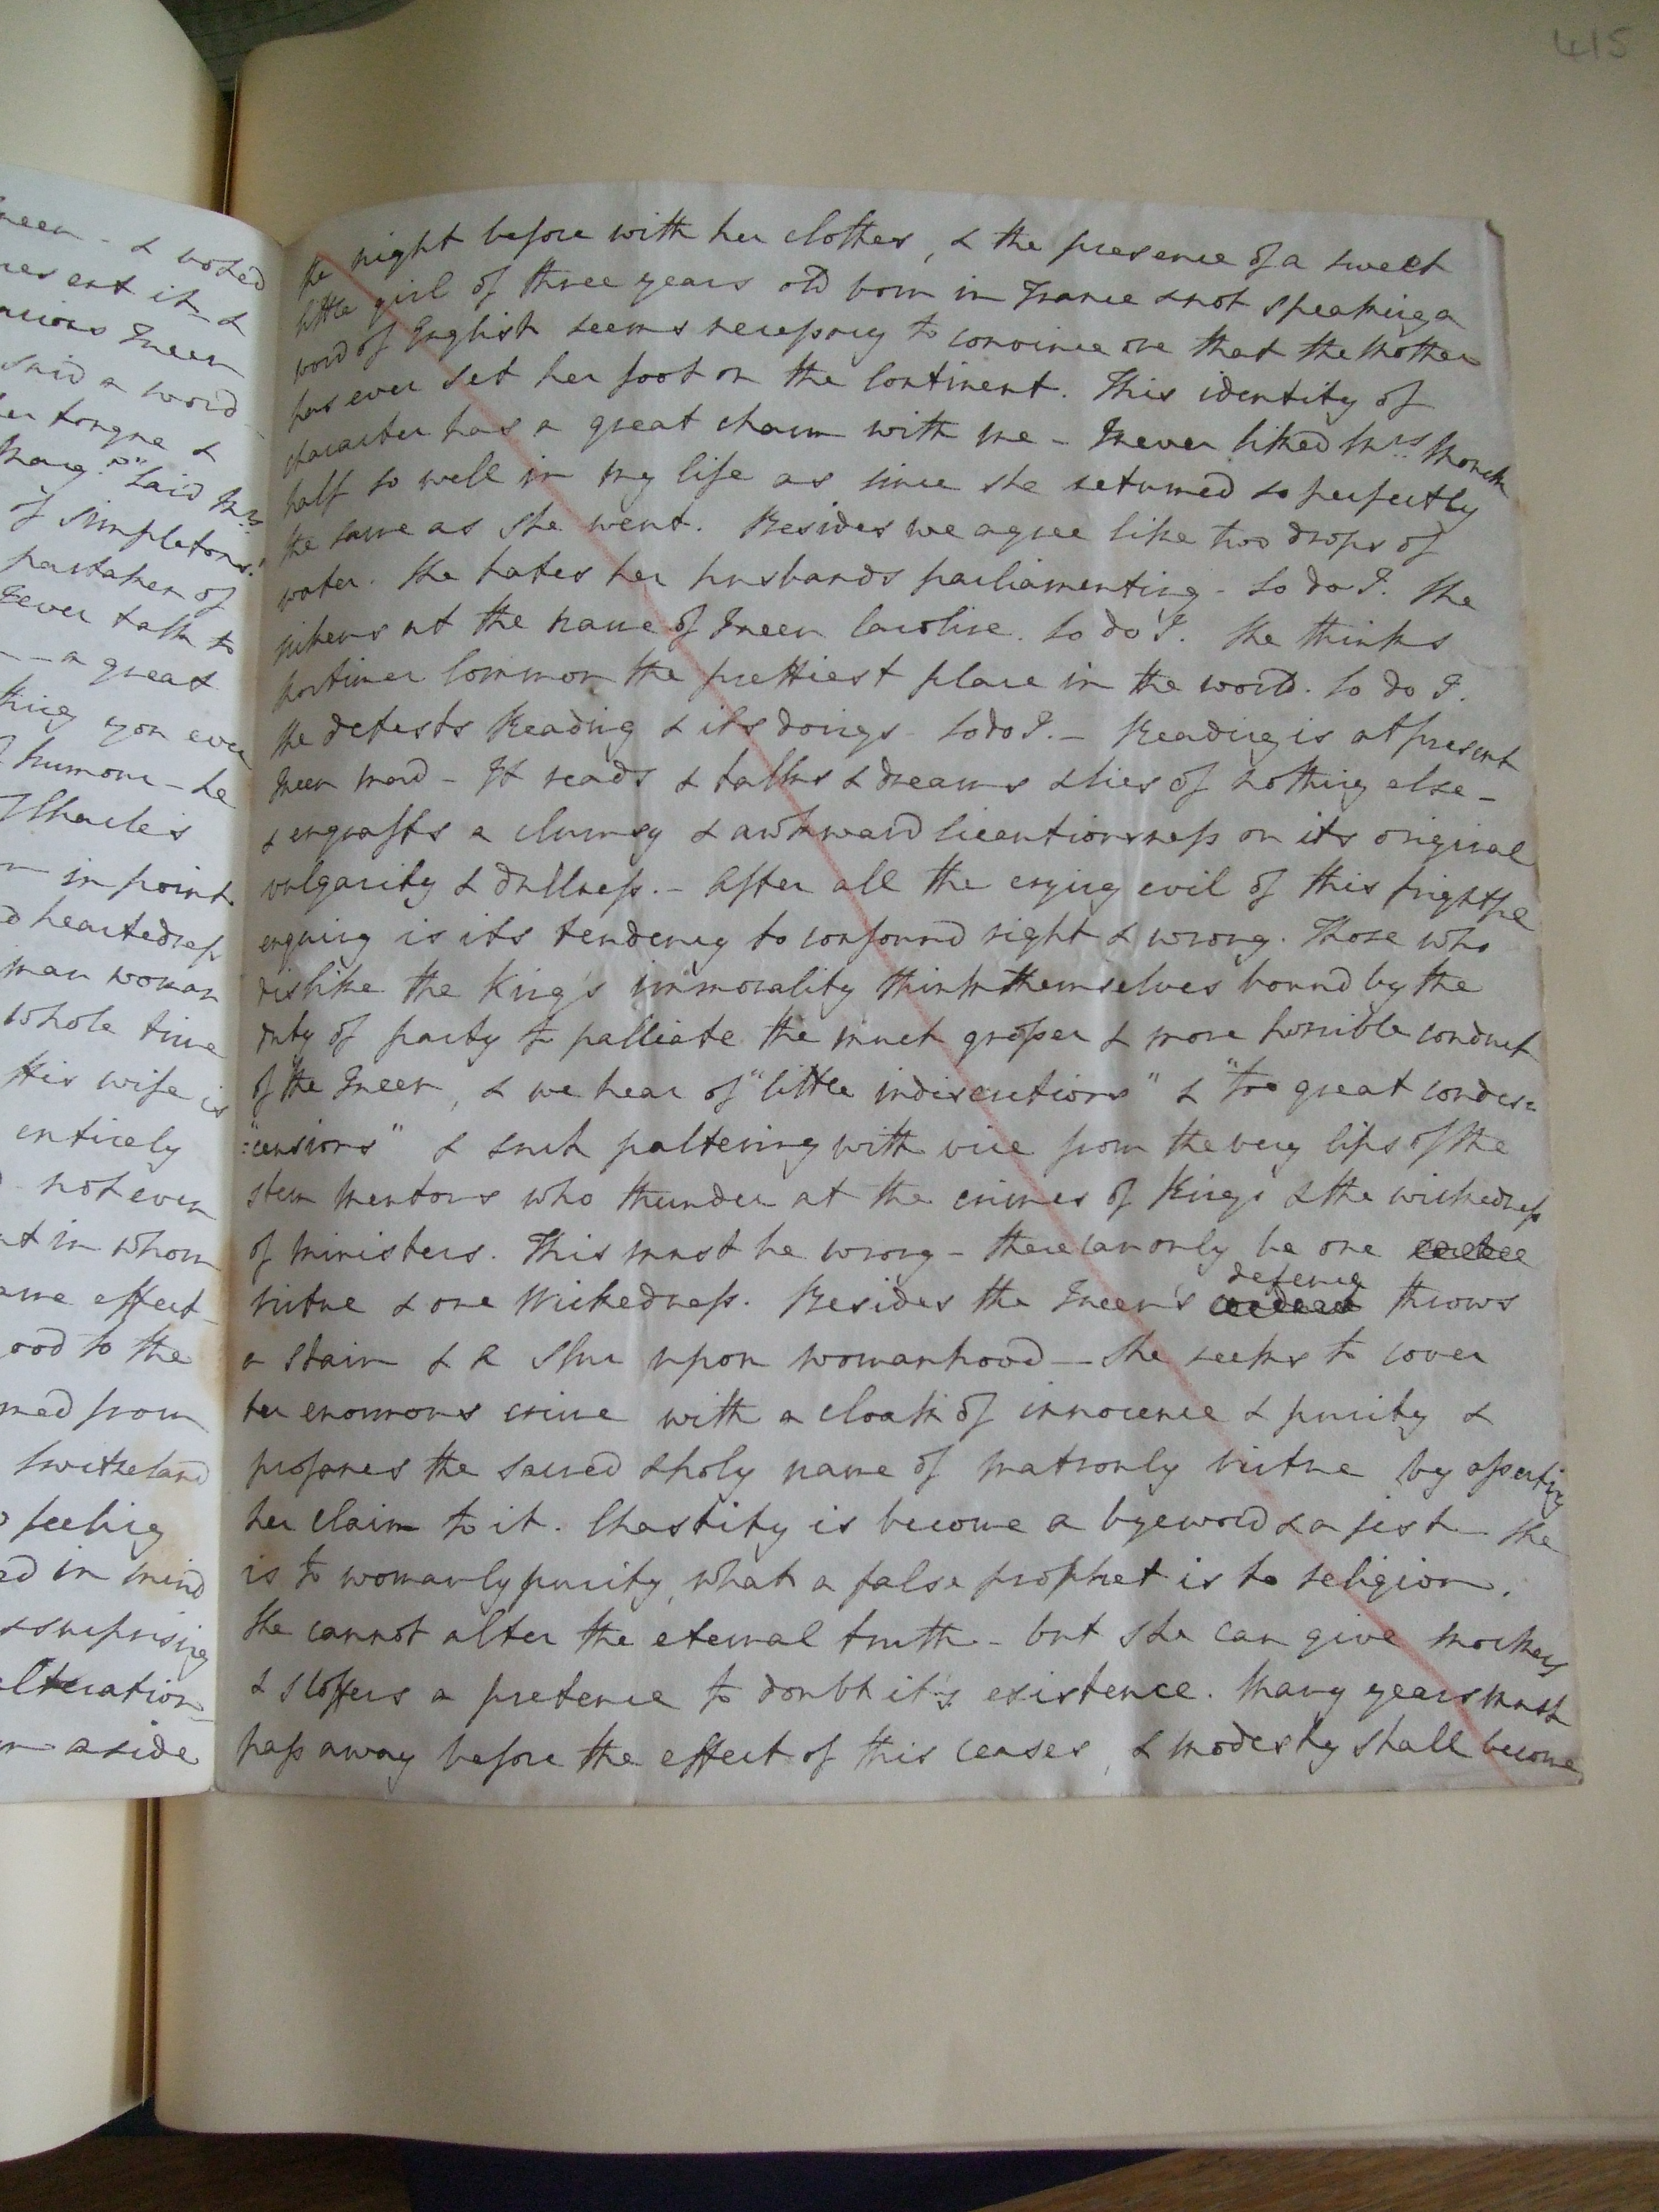 415
the night before with her clothes, & the presence of a sweet
little girl of three years old born in France & not speaking a
word of English seems necessary to convince one that the Mother
has ever set her foot on the Continent. This identity of
character has a great charm with me - I never liked Mrs. Monck
half so well in my life as since she returned so perfectly
the same as she went. Besides we agree like two drops of
water. She hates her husbands parliamenting - So do I. She
sickens at the name of Queen Caroline. So do I. She thinks
Mortimer Common the prettiest place in the world. So do I.
She detests Reading & it's doings - So do I. - Reading is at present
Queen mad - It reads & talks & dreams & lies of nothing else -
& engrafts a clumsy & awkward licentiousness on its original
vulgarity & dullness. - After all the crying evil of this frightful
enquiry is its tendency to confound right & wrong. Those who
dislike the King's immorality think themselves bound by the
duty of party to palliate the much grosser & more horrible conduct
of the Queen, & we hear of "little indiscretions" & "too great condes=
"=censions" & such paltering with vice from the very lips of the
stern Mentors who thunder at the crimes of Kings & the wickedness
of Ministers. This must be wrong - there can only be one
virtue & one Wickedness. Besides the Queen's defence throws
a stain & a slur upon womanhood - She seeks to cover
her enormous crime with a cloak of innocence & purity &
profanes the sacred & holy name of matronly virtue by asserting
her claim to it. Chastity is become a byeword & a jest - She
is to womanly purity, what a false prophet is to religion.
She cannot alter the eternal truth - but she can give mockers
& scoffers a pretence to doubt it's existence. Many years must
pass away before the effect of this ceases, & modesty shall become
- & voted
said a word
her tongue &
said Mrs.
of simpletons!
partaker of
I ever talk to
-- a great
thing you ever
humour - he
Charles
in point
heartedness
man woman
whole time
His wife is
entirely
- not even
in whom
same effect -
good to the
from
Switzerland
feeling
in mind
& surprising
alteration -
aside